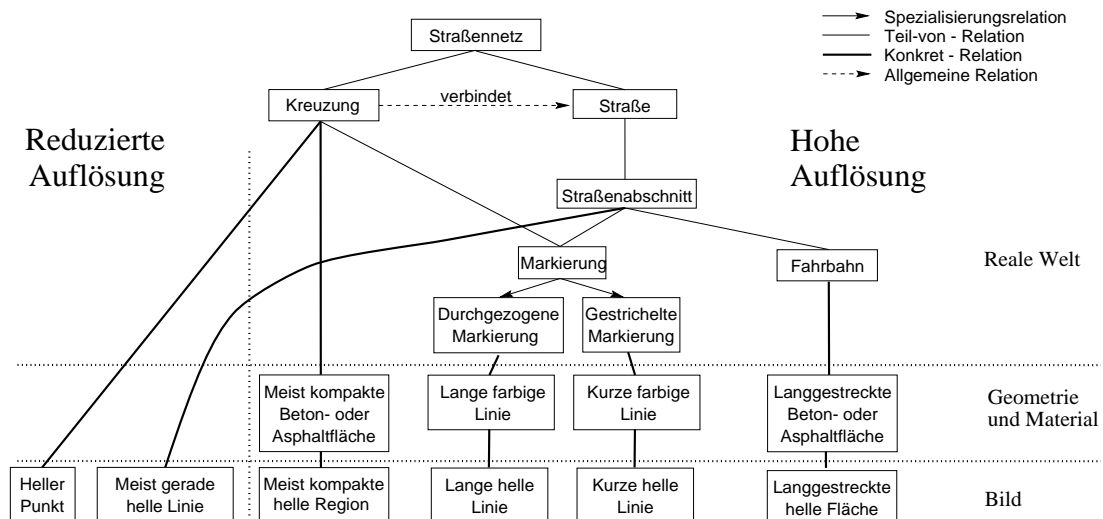 Straßennetz
Spezialisierungsrelation
Teil-von - Relation
Konkret - Relation
Allgemeine Relation
Kreuzung
verbindet
Straße
Reduzierte
Auflösung
Hohe
Auflösung
Straßenabschnitt
Markierung
Fahrbahn
Reale Welt
Durchgezogene
Markierung
Gestrichelte
Markierung
Meist kompakte
Beton- oder
Asphaltfläche
Lange farbige
Linie
Kurze farbige
Linie
Langgestreckte
Beton- oder
Asphaltfläche
Geometrie
und Material
Heller
Punkt
Meist gerade
helle Linie
Meist kompakte
helle Region
Lange helle
Linie
Kurze helle
Linie
Langgestreckte
helle Fläche
Bild